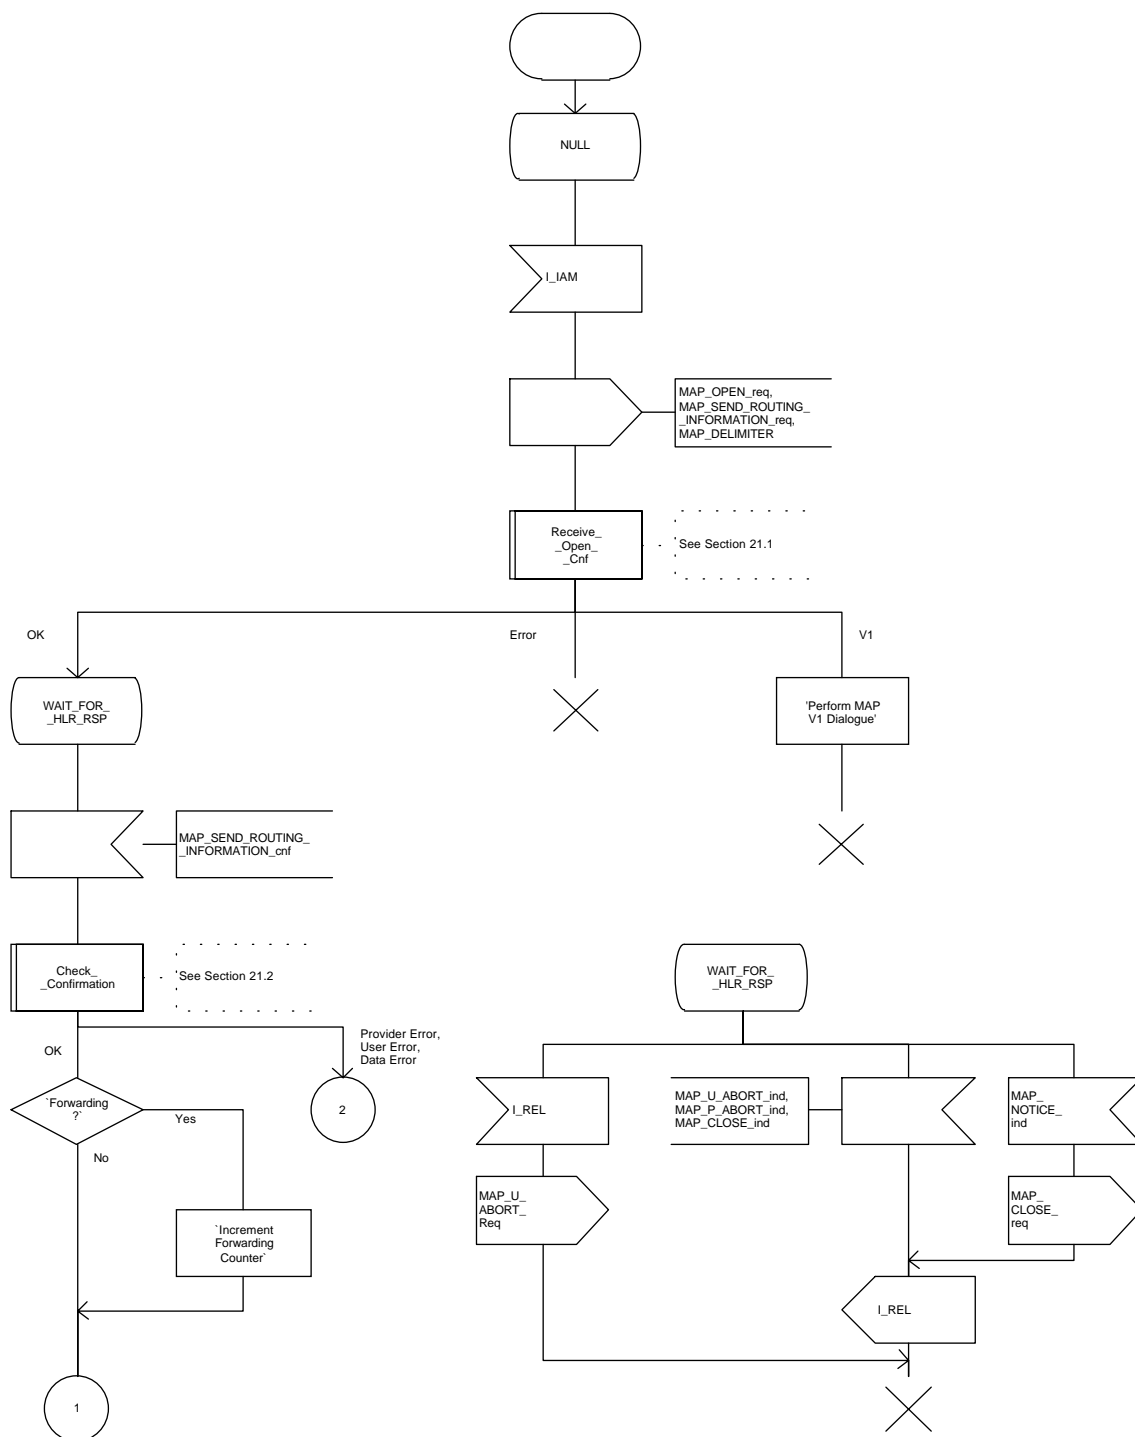 NULL
I_IAM
MAP_OPEN_req,
MAP_SEND_ROUTING_
_INFORMATION_req,
MAP_DELIMITER
Receive_
_Open_
_Cnf
See Section 21.1
OK
Error
V1
WAIT_FOR_
_HLR_RSP
'Perform MAP
V1 Dialogue'
MAP_SEND_ROUTING_
_INFORMATION_cnf
Check_
_Confirmation
See Section 21.2
OK
Provider Error,
User Error,
Data Error
`Forwarding
?`
Yes
No
2
`Increment
Forwarding
Counter`
1
WAIT_FOR_
_HLR_RSP
I_REL
MAP_U_ABORT_ind,
MAP_P_ABORT_ind,
MAP_CLOSE_ind
MAP_
NOTICE_
ind
MAP_U_
ABORT_
Req
MAP_
CLOSE_
req
I_REL